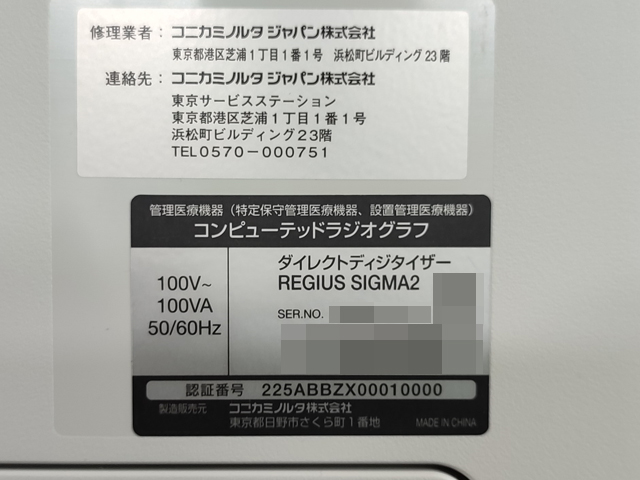 修理業者：コニカミノルタ ジャパン株式会社
東京都港区芝浦１丁目１番１号　浜松町ビルディング 23 階
連絡先：コニカミノルタ ジャパン株式会社
東京サービスステーション
東京都港区芝浦１丁目１番１号
浜松町ビルディング２３階
TEL０５７０－０００７５１
管理医療機器（特定保守管理医療機器、設置管理医療機器）
コンピューテッドラジオグラフ
100V~
100VA
50/60Hz
ダイレクトディジタイザー
REGIUS SIGMA2
SER.NO.
認証番号 225ABBZX00010000
製造販売元 コニカミノルタ株式会社
東京都日野市さくら町１番地
MADE IN CHINA